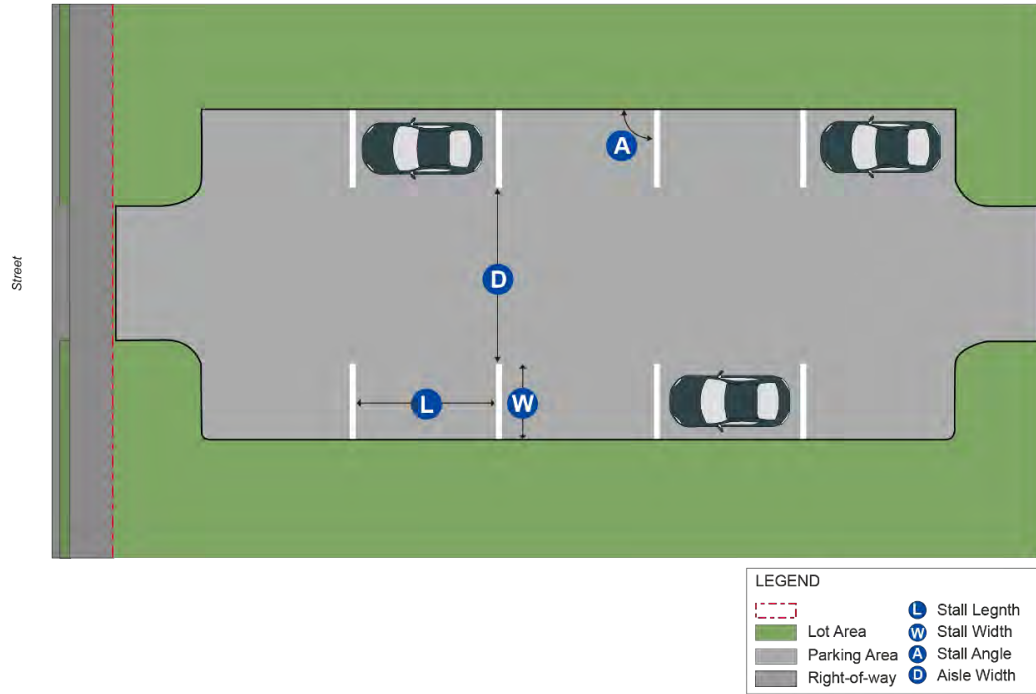 A
D
L
W
Street
LEGEND
L Stall Legnth
Lot Area W Stall Width
Parking Area A Stall Angle
Right-of-way D Aisle Width